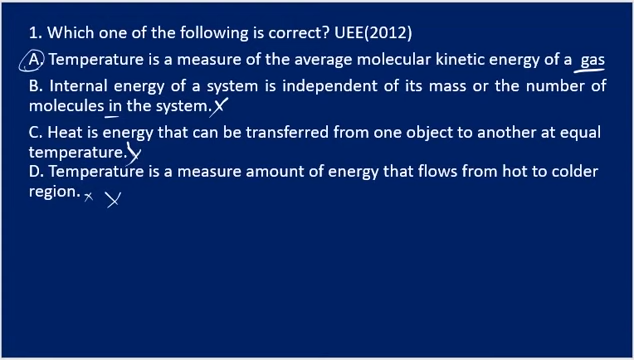 1. Which one of the following is correct? UEE(2012)
A. Temperature is a measure of the average molecular kinetic energy of a gas
B. Internal energy of a system is independent of its mass or the number of
molecules in the system.
C. Heat is energy that can be transferred from one object to another at equal
temperature.
D. Temperature is a measure amount of energy that flows from hot to colder
region.